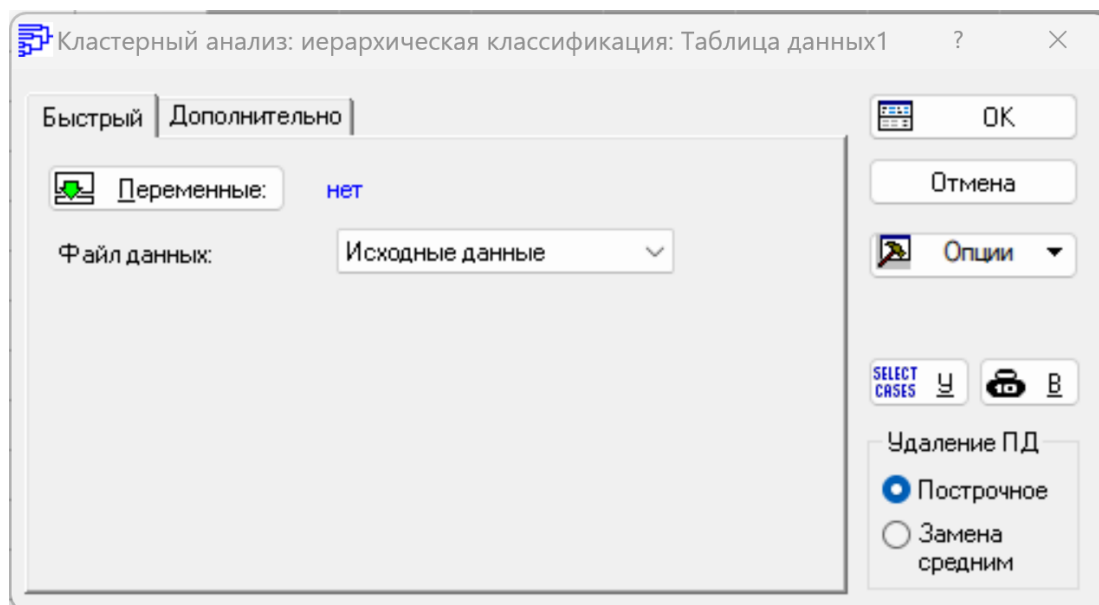 Кластерный анализ: иерархическая классификация: Таблица данных1 ?
Быстрый
Дополнительно
Переменные: нет
Файл данных: Исходные данные
OK
Отмена
Опции
SELECT CASES У
10 В
Удаление ПД
Построчное
Замена
средним